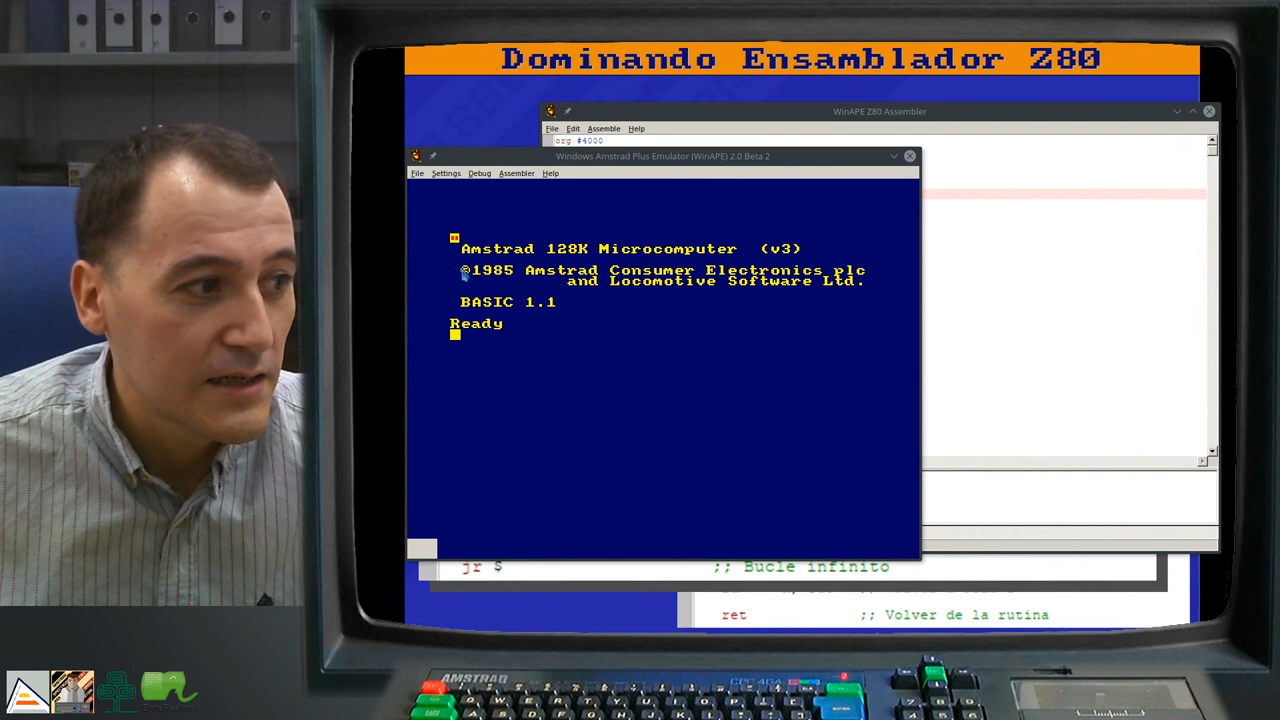 Dominando Ensamblador Z80
WinAPE Z80 Assembler
File Edit Assemble Help
org #4000
Windows Amstrad Plus Emulator (WinAPE) 2.0 Beta 2
File Settings Debug Assembler Help
Amstrad 128K Microcomputer (v3)
©1985 Amstrad Consumer Electronics plc
and Locomotive Software Ltd.
BASIC 1.1
Ready
jr $ ;; Bucle infinito
ret ;; Volver de la rutina
AMSTRAD